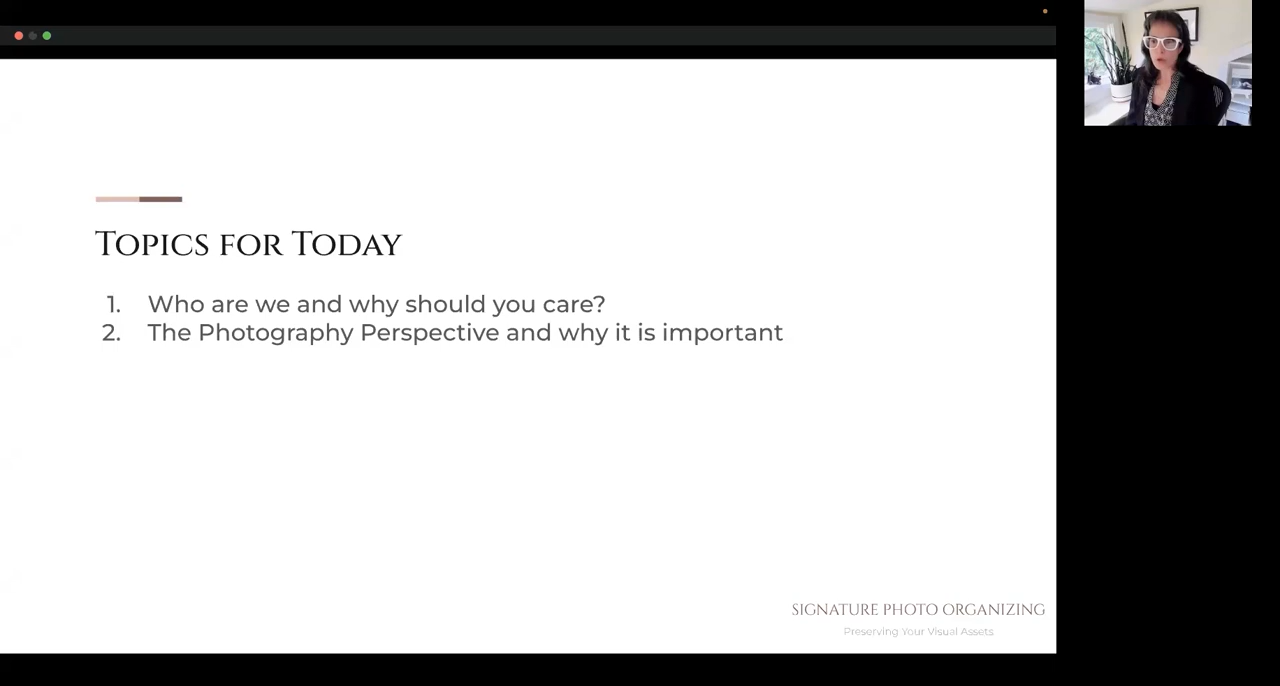 Topics for Today
1. Who are we and why should you care?
2. The Photography Perspective and why it is important
SIGNATURE PHOTO ORGANIZING
Preserving Your Visual Assets